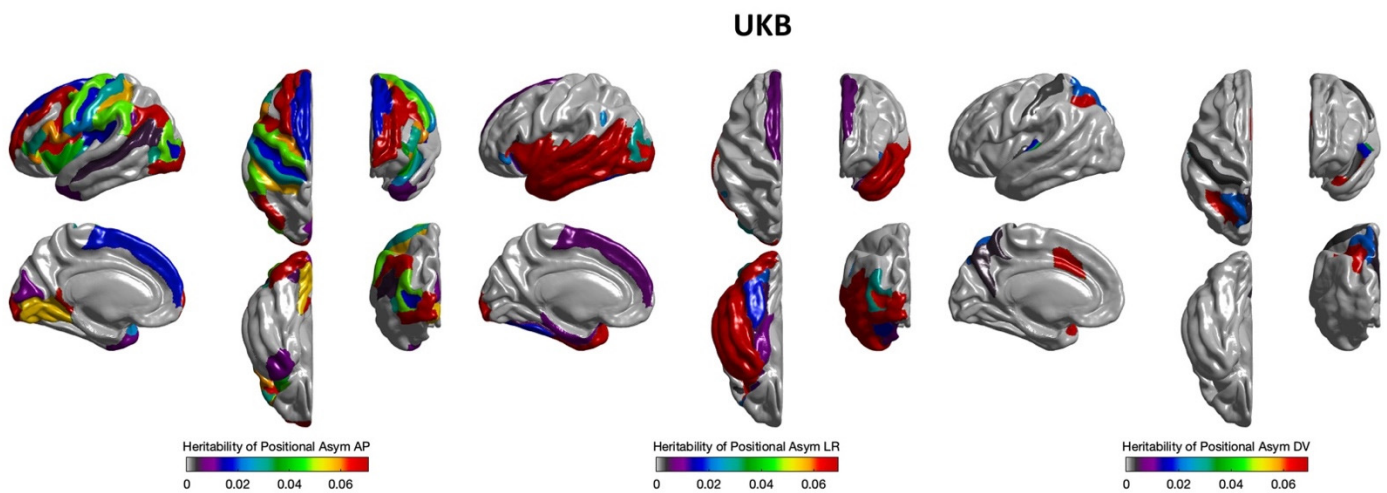 UKB
Heritability of Positional Asym AP
0 0.02 0.04 0.06
Heritability of Positional Asym LR
0 0.02 0.04 0.06
Heritability of Positional Asym DV
0 0.02 0.04 0.06